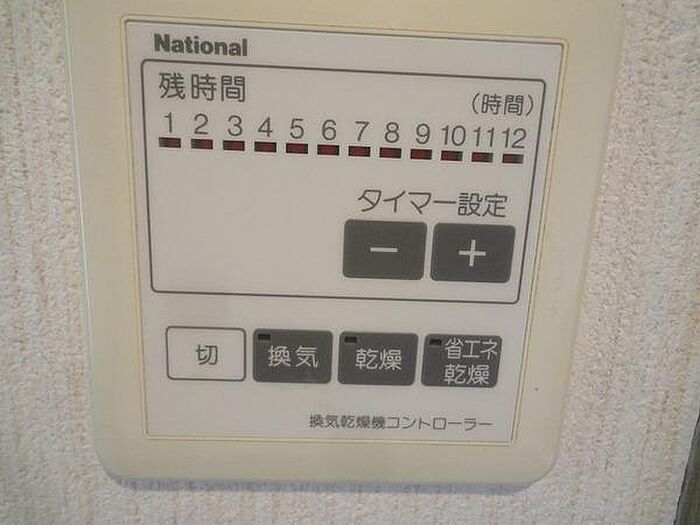 National
残時間
(時間)
1 2 3 4 5 6 7 8 9 10 11 12
タイマー設定
− +
切 換気 乾燥 省エネ乾燥
換気乾燥機コントローラー